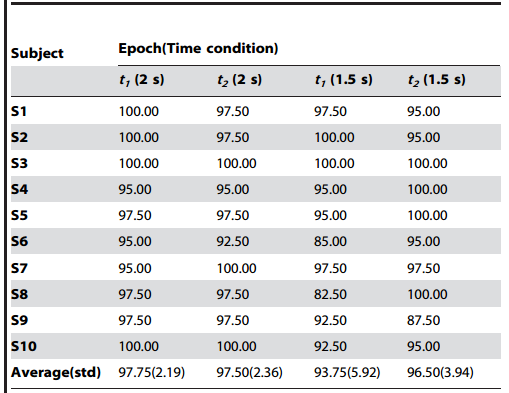 Subject Epoch(Time condition)
t1 (2 s) t2 (2 s) t1 (1.5 s) t2 (1.5 s)
S1 100.00 97.50 97.50 95.00
S2 100.00 97.50 100.00 95.00
S3 100.00 100.00 100.00 100.00
S4 95.00 95.00 95.00 100.00
S5 97.50 97.50 95.00 100.00
S6 95.00 92.50 85.00 95.00
S7 95.00 100.00 97.50 97.50
S8 97.50 97.50 82.50 100.00
S9 97.50 97.50 92.50 87.50
S10 100.00 100.00 92.50 95.00
Average(std) 97.75(2.19) 97.50(2.36) 93.75(5.92) 96.50(3.94)